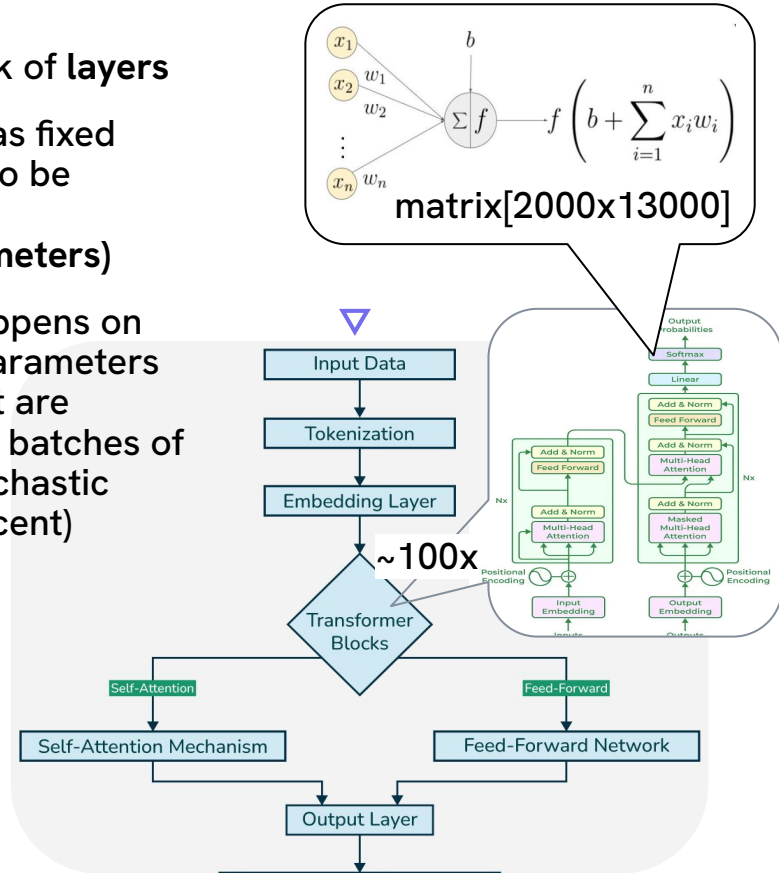 k of layers
as fixed
o be
meters)
ppens on
arameters
t are
batches of
chastic
cent)
x₁
x₂
⋮
xₙ
w₁
w₂
wₙ
b
Σ f
f(b + ∑ᵢ₌₁ⁿ xᵢwᵢ)
matrix[2000x13000]
Input Data
Tokenization
Embedding Layer
~100x
Transformer
Blocks
Self-Attention
Feed-Forward
Self-Attention Mechanism
Feed-Forward Network
Output Layer
Output
Probabilities
Softmax
Linear
Add & Norm
Feed Forward
Add & Norm
Multi-Head
Attention
Nx
Add & Norm
Masked
Multi-Head
Attention
Add & Norm
Feed Forward
Nx
Add & Norm
Multi-Head
Attention
Positional
Encoding
Positional
Encoding
Input
Embedding
Output
Embedding
Inputs
Outputs